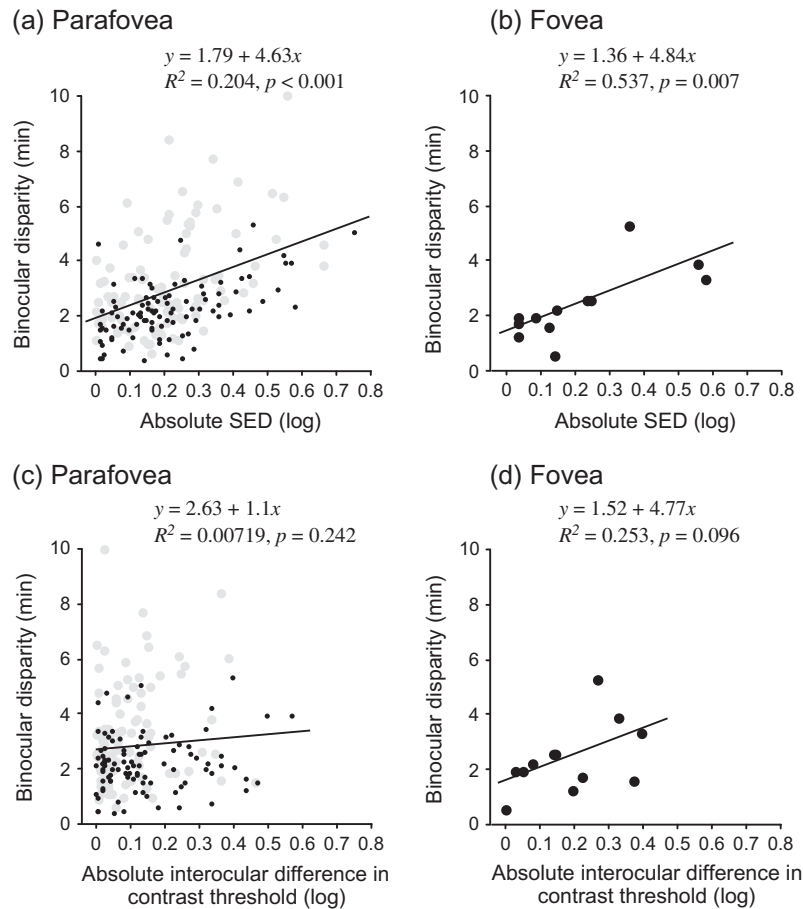 (a) Parafovea
y = 1.79 + 4.63x
R² = 0.204, p < 0.001
10
8
6
4
2
0
Binocular disparity (min)
0 0.1 0.2 0.3 0.4 0.5 0.6 0.7 0.8
Absolute SED (log)
(b) Fovea
y = 1.36 + 4.84x
R² = 0.537, p = 0.007
10
8
6
4
2
0
Binocular disparity (min)
0 0.1 0.2 0.3 0.4 0.5 0.6 0.7 0.8
Absolute SED (log)
(c) Parafovea
y = 2.63 + 1.1x
R² = 0.00719, p = 0.242
10
8
6
4
2
0
Binocular disparity (min)
0 0.1 0.2 0.3 0.4 0.5 0.6 0.7 0.8
Absolute interocular difference in
contrast threshold (log)
(d) Fovea
y = 1.52 + 4.77x
R² = 0.253, p = 0.096
10
8
6
4
2
0
Binocular disparity (min)
0 0.1 0.2 0.3 0.4 0.5 0.6 0.7 0.8
Absolute interocular difference in
contrast threshold (log)